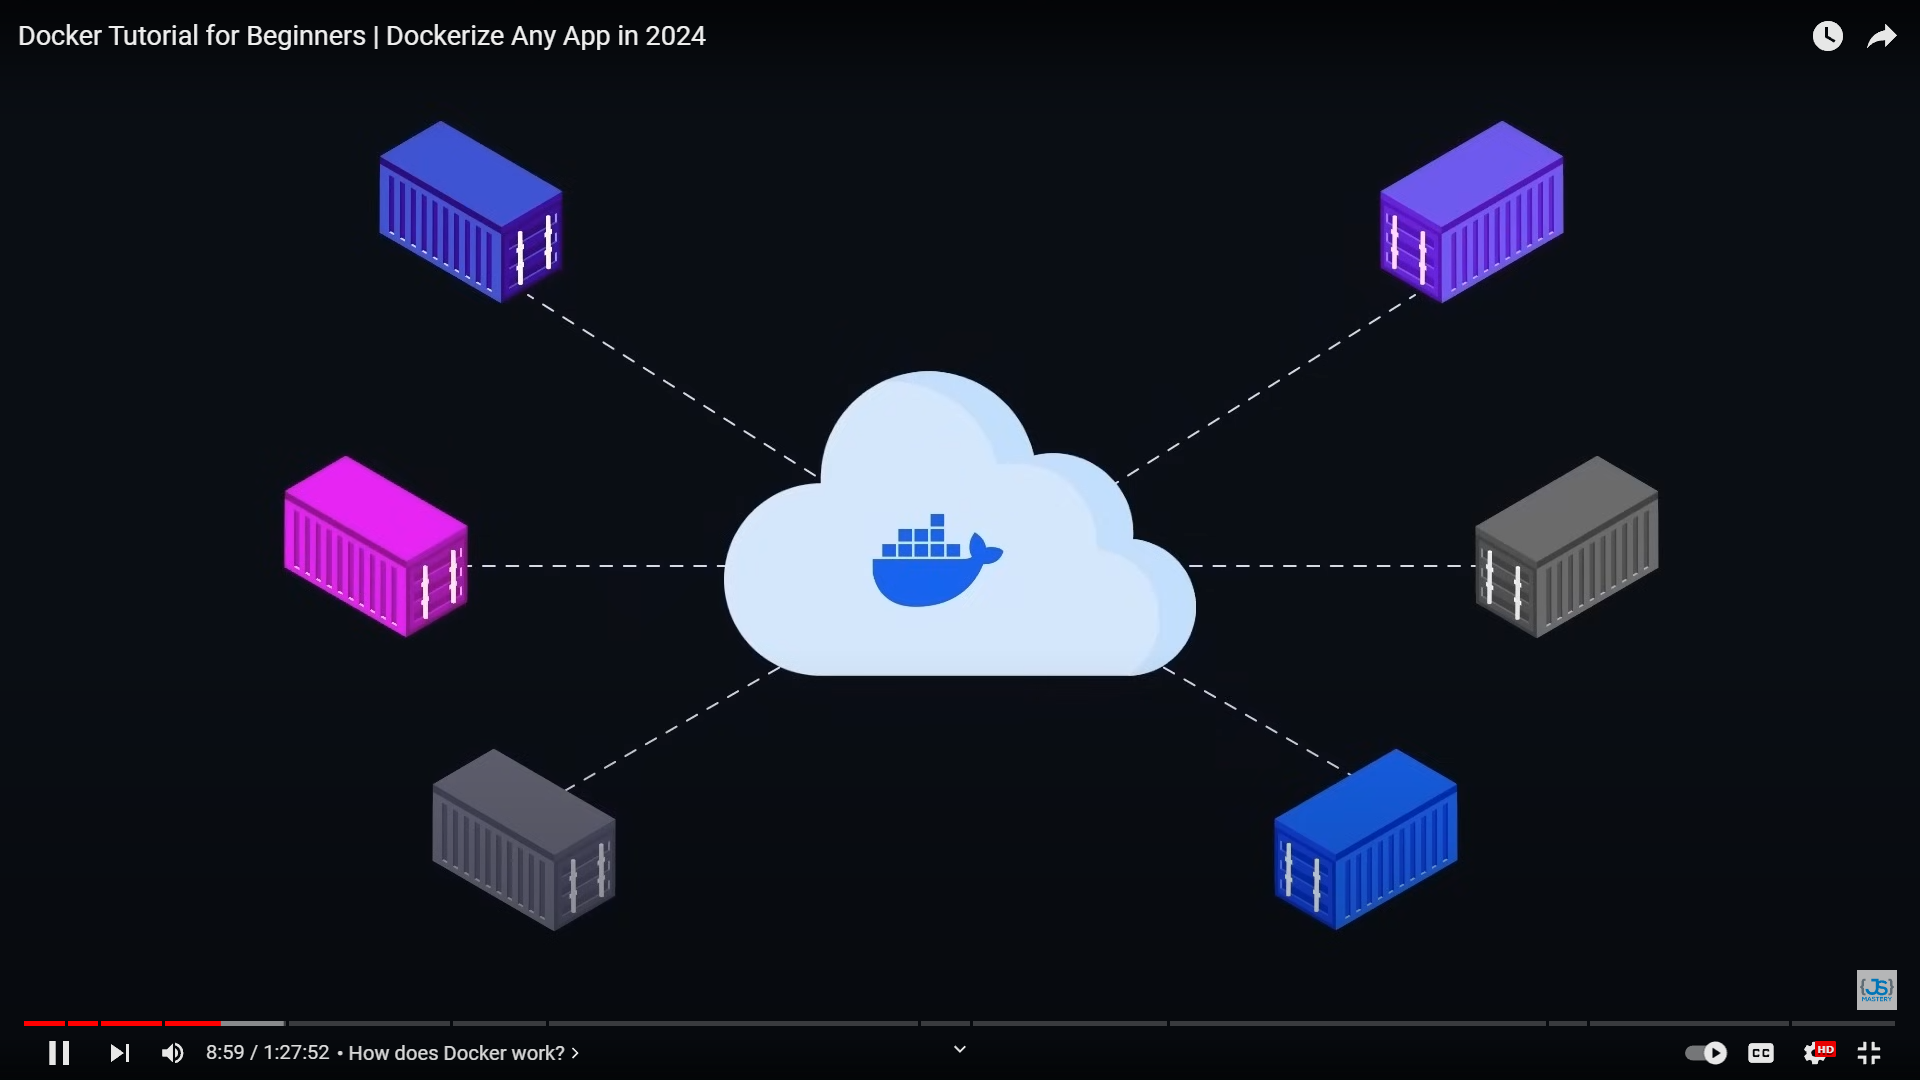 Docker Tutorial for Beginners | Dockerize Any App in 2024
{JS}
MASTERY
8:59 / 1:27:52 • How does Docker work? >
CC
HD